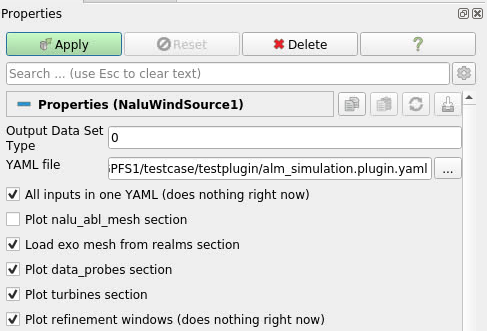 Properties
Apply
Reset
Delete
?
Search ... (use Esc to clear text)
Properties (NaluWindSource1)
Output Data Set
Type
0
YAML file
PFS1/testcase/testplugin/alm_simulation.plugin.yaml
...
All inputs in one YAML (does nothing right now)
Plot nalu_abl_mesh section
Load exo mesh from realms section
Plot data_probes section
Plot turbines section
Plot refinement windows (does nothing right now)